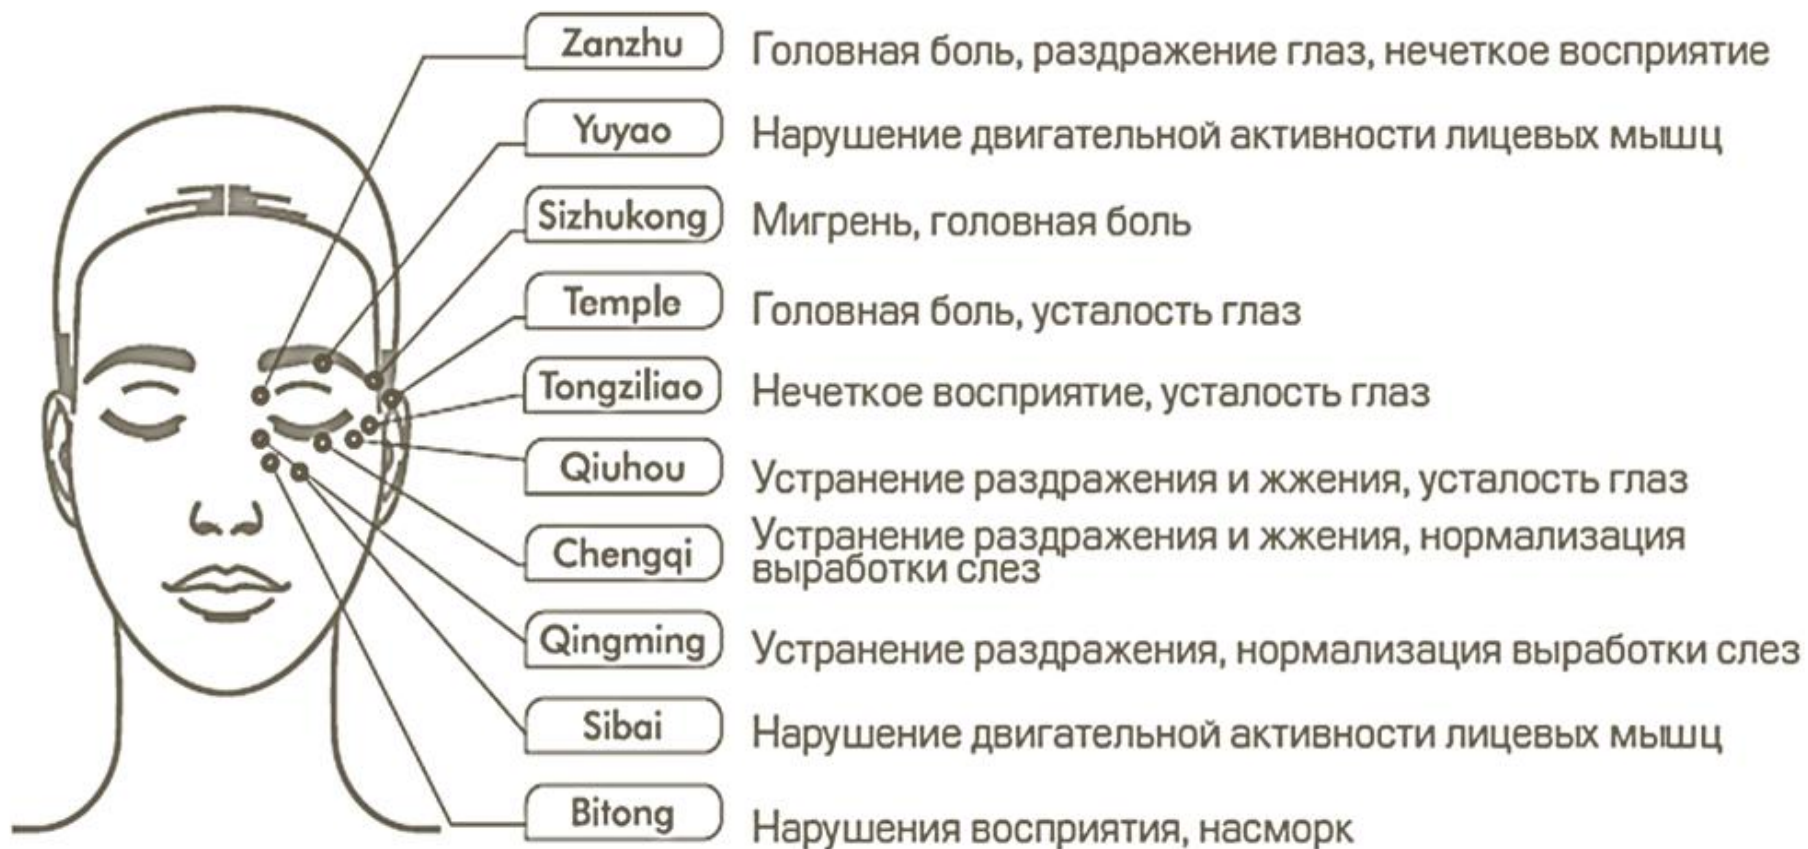 Zanzhu Головная боль, раздражение глаз, нечеткое восприятие
Yuyao Нарушение двигательной активности лицевых мышц
Sizhukong Мигрень, головная боль
Temple Головная боль, усталость глаз
Tongziliao Нечеткое восприятие, усталость глаз
Qiuhou Устранение раздражения и жжения, усталость глаз
Chengqi Устранение раздражения и жжения, нормализация
выработки слез
Qingming Устранение раздражения, нормализация выработки слез
Sibai Нарушение двигательной активности лицевых мышц
Bitong Нарушения восприятия, насморк